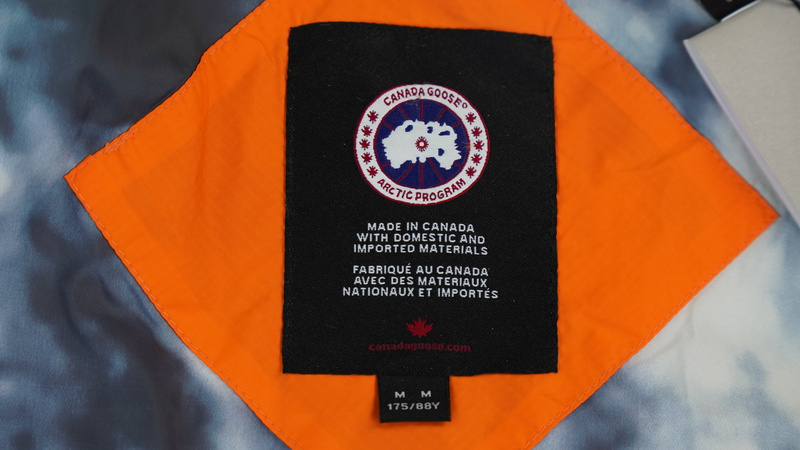 CANADA GOOSE®
ARCTIC PROGRAM
MADE IN CANADA
WITH DOMESTIC AND
IMPORTED MATERIALS
FABRIQUÉ AU CANADA
AVEC DES MATERIAUX
NATIONAUX ET IMPORTÉS
canadagoose.com
M M
175/88Y